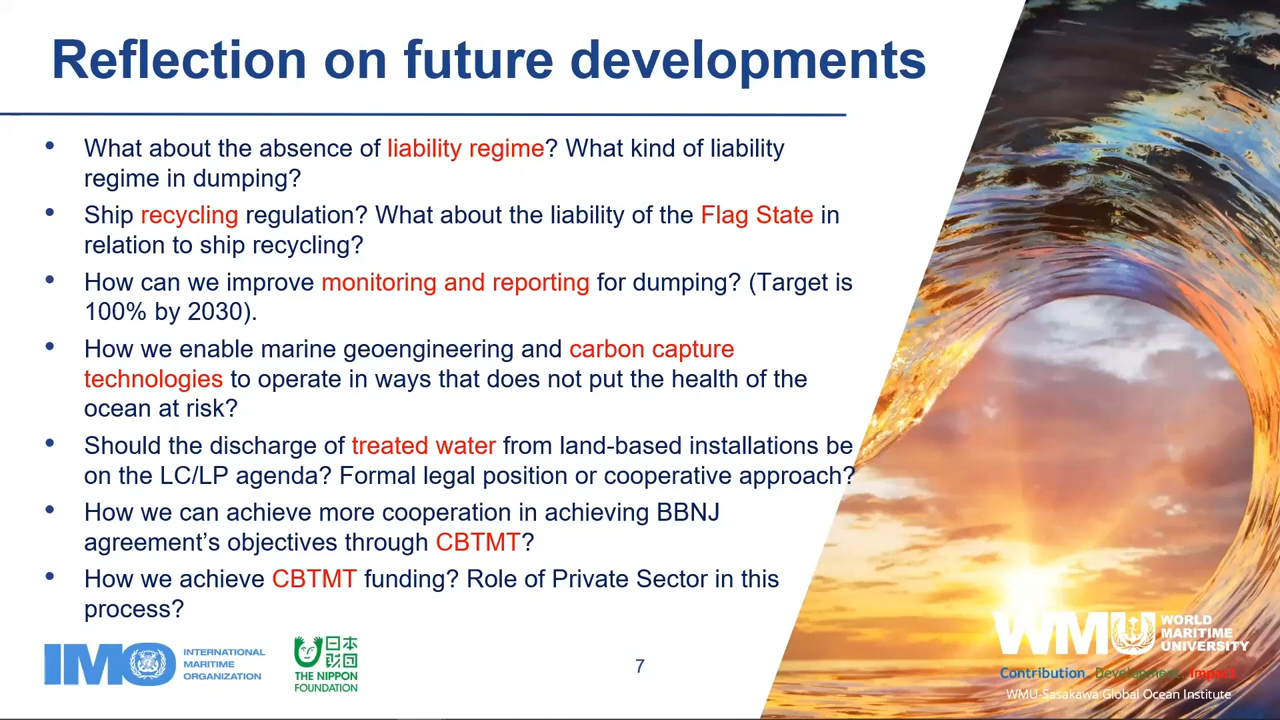 Reflection on future developments
• What about the absence of liability regime? What kind of liability
regime in dumping?
• Ship recycling regulation? What about the liability of the Flag State in
relation to ship recycling?
• How can we improve monitoring and reporting for dumping? (Target is
100% by 2030).
• How we enable marine geoengineering and carbon capture
technologies to operate in ways that does not put the health of the
ocean at risk?
• Should the discharge of treated water from land-based installations be
on the LC/LP agenda? Formal legal position or cooperative approach?
• How we can achieve more cooperation in achieving BBNJ
agreement’s objectives through CBTMT?
• How we achieve CBTMT funding? Role of Private Sector in this
process?
IMO
INTERNATIONAL
MARITIME
ORGANIZATION
日本
財団
THE NIPPON
FOUNDATION
7
WMU
WORLD
MARITIME
UNIVERSITY
Contribution. Development. Impact.
WMU-Sasakawa Global Ocean Institute